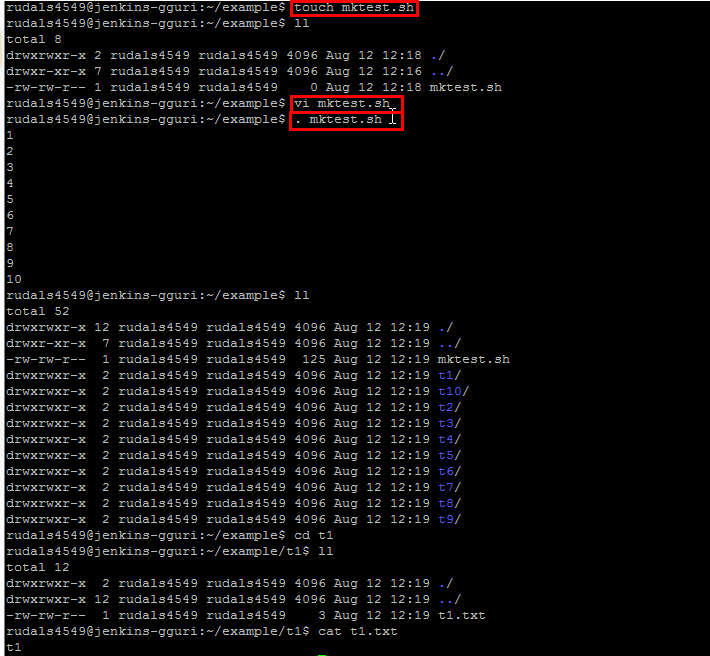 rudals4549@jenkins-gguri:~/example$ touch mktest.sh
rudals4549@jenkins-gguri:~/example$ ll
total 8
drwxrwxr-x 2 rudals4549 rudals4549 4096 Aug 12 12:18 ./
drwxr-xr-x 7 rudals4549 rudals4549 4096 Aug 12 12:16 ../
-rw-rw-r-- 1 rudals4549 rudals4549    0 Aug 12 12:18 mktest.sh
rudals4549@jenkins-gguri:~/example$ vi mktest.sh
rudals4549@jenkins-gguri:~/example$ . mktest.sh
1
2
3
4
5
6
7
8
9
10
rudals4549@jenkins-gguri:~/example$ ll
total 52
drwxrwxr-x 12 rudals4549 rudals4549 4096 Aug 12 12:19 ./
drwxr-xr-x  7 rudals4549 rudals4549 4096 Aug 12 12:19 ../
-rw-rw-r--  1 rudals4549 rudals4549  125 Aug 12 12:19 mktest.sh
drwxrwxr-x  2 rudals4549 rudals4549 4096 Aug 12 12:19 t1/
drwxrwxr-x  2 rudals4549 rudals4549 4096 Aug 12 12:19 t10/
drwxrwxr-x  2 rudals4549 rudals4549 4096 Aug 12 12:19 t2/
drwxrwxr-x  2 rudals4549 rudals4549 4096 Aug 12 12:19 t3/
drwxrwxr-x  2 rudals4549 rudals4549 4096 Aug 12 12:19 t4/
drwxrwxr-x  2 rudals4549 rudals4549 4096 Aug 12 12:19 t5/
drwxrwxr-x  2 rudals4549 rudals4549 4096 Aug 12 12:19 t6/
drwxrwxr-x  2 rudals4549 rudals4549 4096 Aug 12 12:19 t7/
drwxrwxr-x  2 rudals4549 rudals4549 4096 Aug 12 12:19 t8/
drwxrwxr-x  2 rudals4549 rudals4549 4096 Aug 12 12:19 t9/
rudals4549@jenkins-gguri:~/example$ cd t1
rudals4549@jenkins-gguri:~/example/t1$ ll
total 12
drwxrwxr-x  2 rudals4549 rudals4549 4096 Aug 12 12:19 ./
drwxrwxr-x 12 rudals4549 rudals4549 4096 Aug 12 12:19 ../
-rw-rw-r--  1 rudals4549 rudals4549    3 Aug 12 12:19 t1.txt
rudals4549@jenkins-gguri:~/example/t1$ cat t1.txt
t1